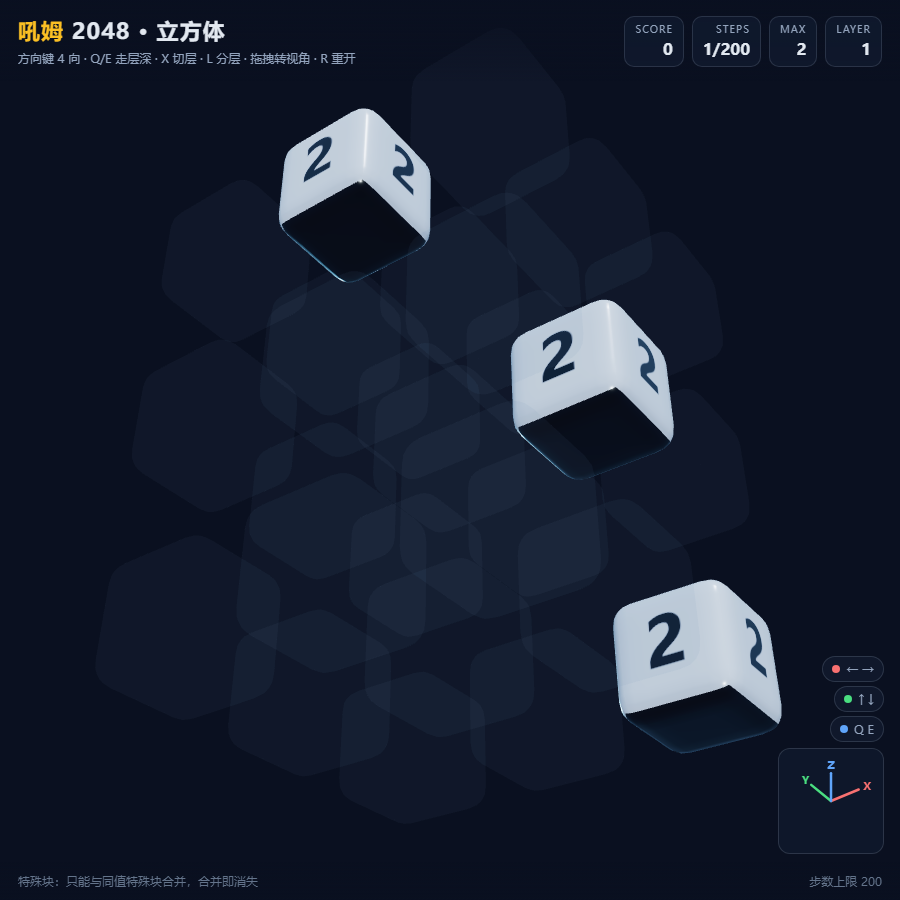 吼姆 2048 • 立方体
方向键 4 向 · Q/E 走层深 · X 切层 · L 分层 · 拖拽转视角 · R 重开
SCORE
0
STEPS
1/200
MAX
2
LAYER
1
2 2
2 2
2 2
← →
↑ ↓
Q E
Z
Y
X
特殊块：只能与同值特殊块合并，合并即消失
步数上限 200